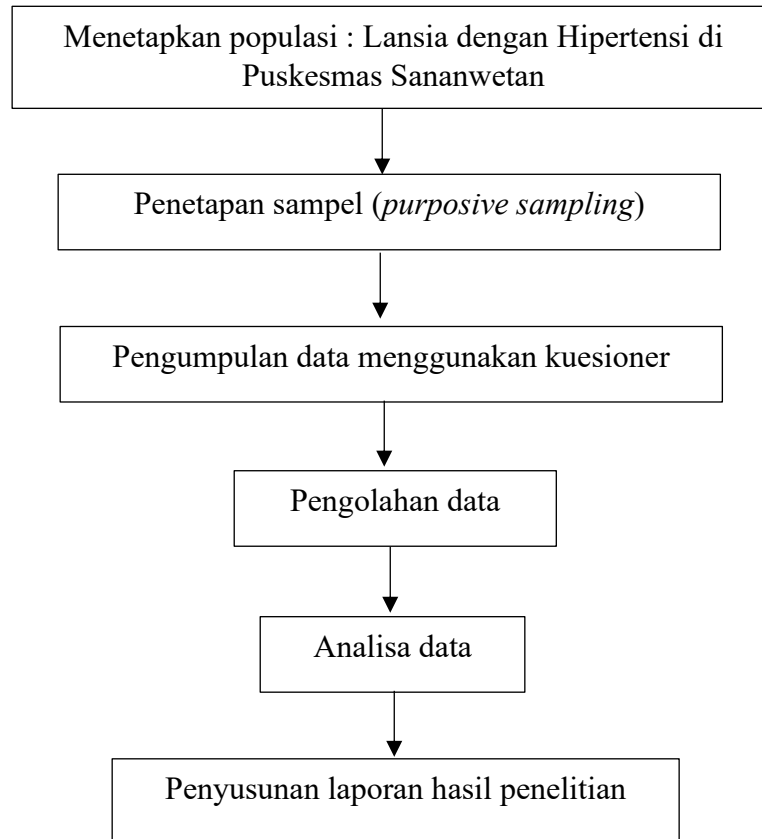 Menetapkan populasi : Lansia dengan Hipertensi di
Puskesmas Sananwetan
Penetapan sampel (purposive sampling)
Pengumpulan data menggunakan kuesioner
Pengolahan data
Analisa data
Penyusunan laporan hasil penelitian